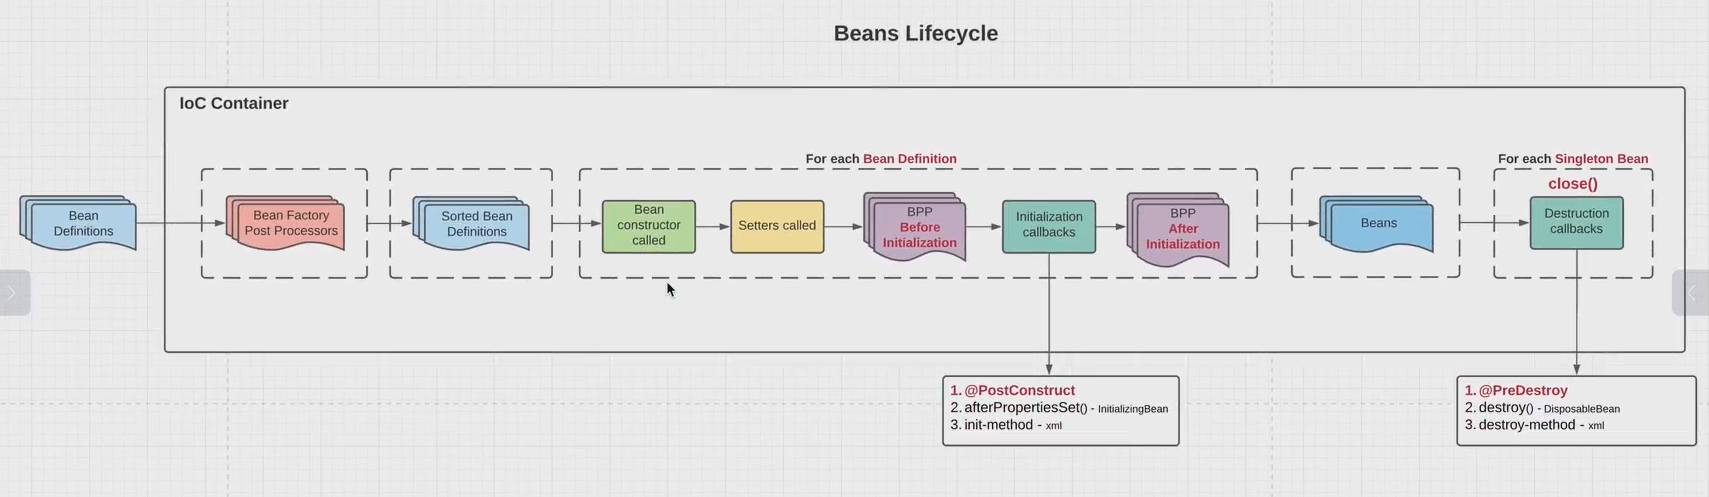 Beans Lifecycle
IoC Container
For each Bean Definition
For each Singleton Bean
close()
Bean
Definitions
Bean Factory
Post Processors
Sorted Bean
Definitions
Bean
constructor
called
Setters called
BPP
Before
Initialization
Initialization
callbacks
BPP
After
Initialization
Beans
Destruction
callbacks
1. @PostConstruct
2. afterPropertiesSet() - InitializingBean
3. init-method - xml
1. @PreDestroy
2. destroy() - DisposableBean
3. destroy-method - xml